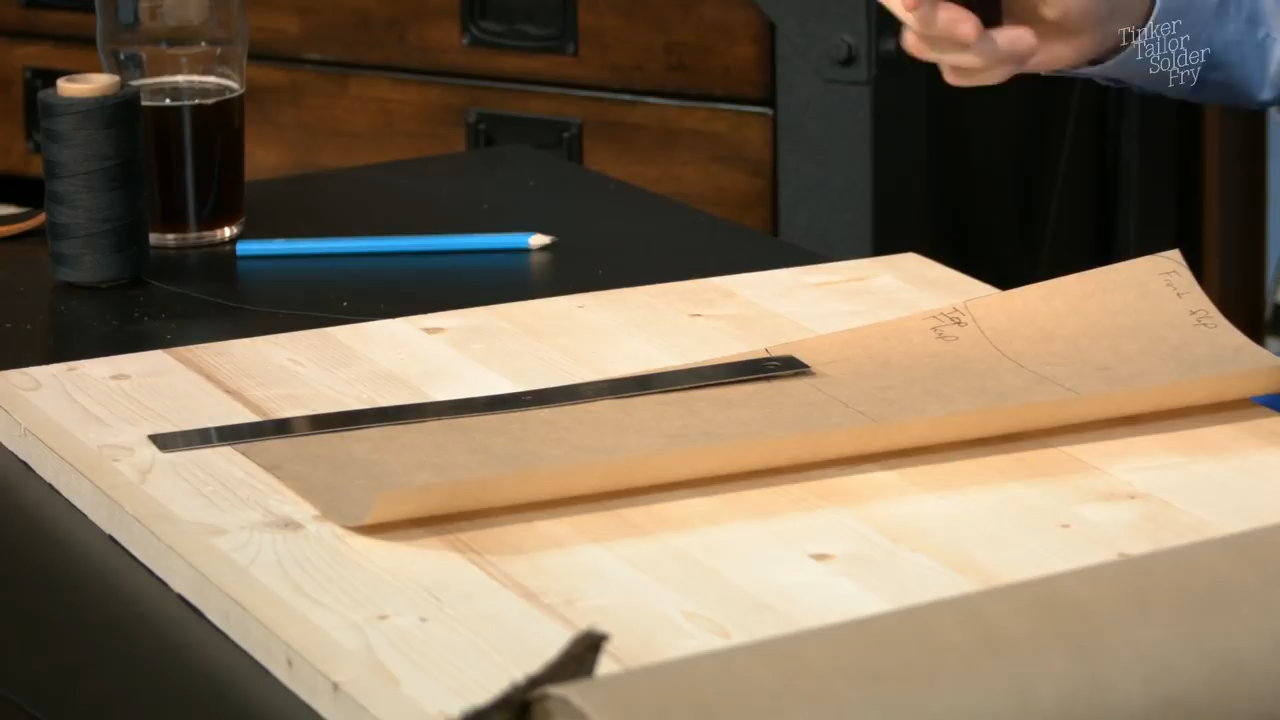 Tinker
Tailor
Solder
Fry
Top
Flap
Front flap